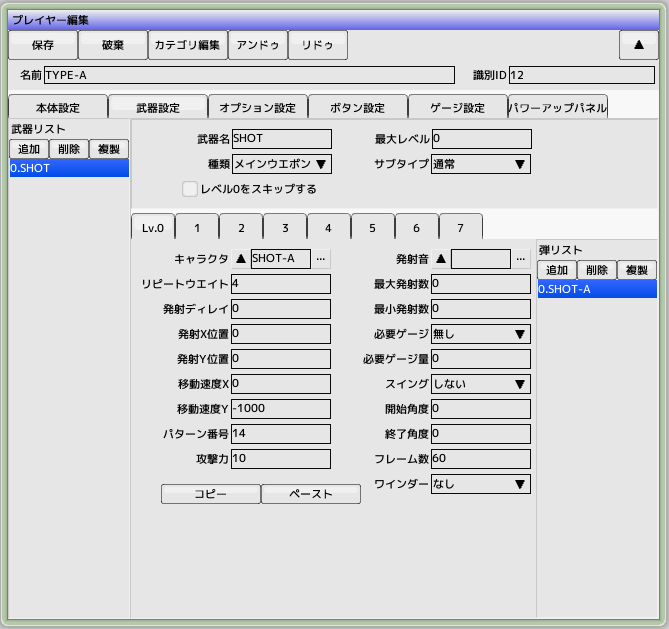 プレイヤー編集
保存 破棄 カテゴリ編集 アンドゥ リドゥ ▲
名前 TYPE-A 識別ID 12
本体設定 武器設定 オプション設定 ボタン設定 ゲージ設定 パワーアップパネル
武器リスト
追加 削除 複製
0.SHOT
武器名 SHOT 最大レベル 0
種類 メインウエポン ▼ サブタイプ 通常 ▼
レベル0をスキップする
Lv.0 1 2 3 4 5 6 7
キャラクタ ▲ SHOT-A ... 発射音 ▲ ...
リピートウエイト 4 最大発射数 0
発射ディレイ 0 最小発射数 0
発射X位置 0 必要ゲージ 無し ▼
発射Y位置 0 必要ゲージ量 0
移動速度X 0 スイング しない ▼
移動速度Y -1000 開始角度 0
パターン番号 14 終了角度 0
攻撃力 10 フレーム数 60
ワインダー なし ▼
コピー ペースト
弾リスト
追加 削除 複製
0.SHOT-A